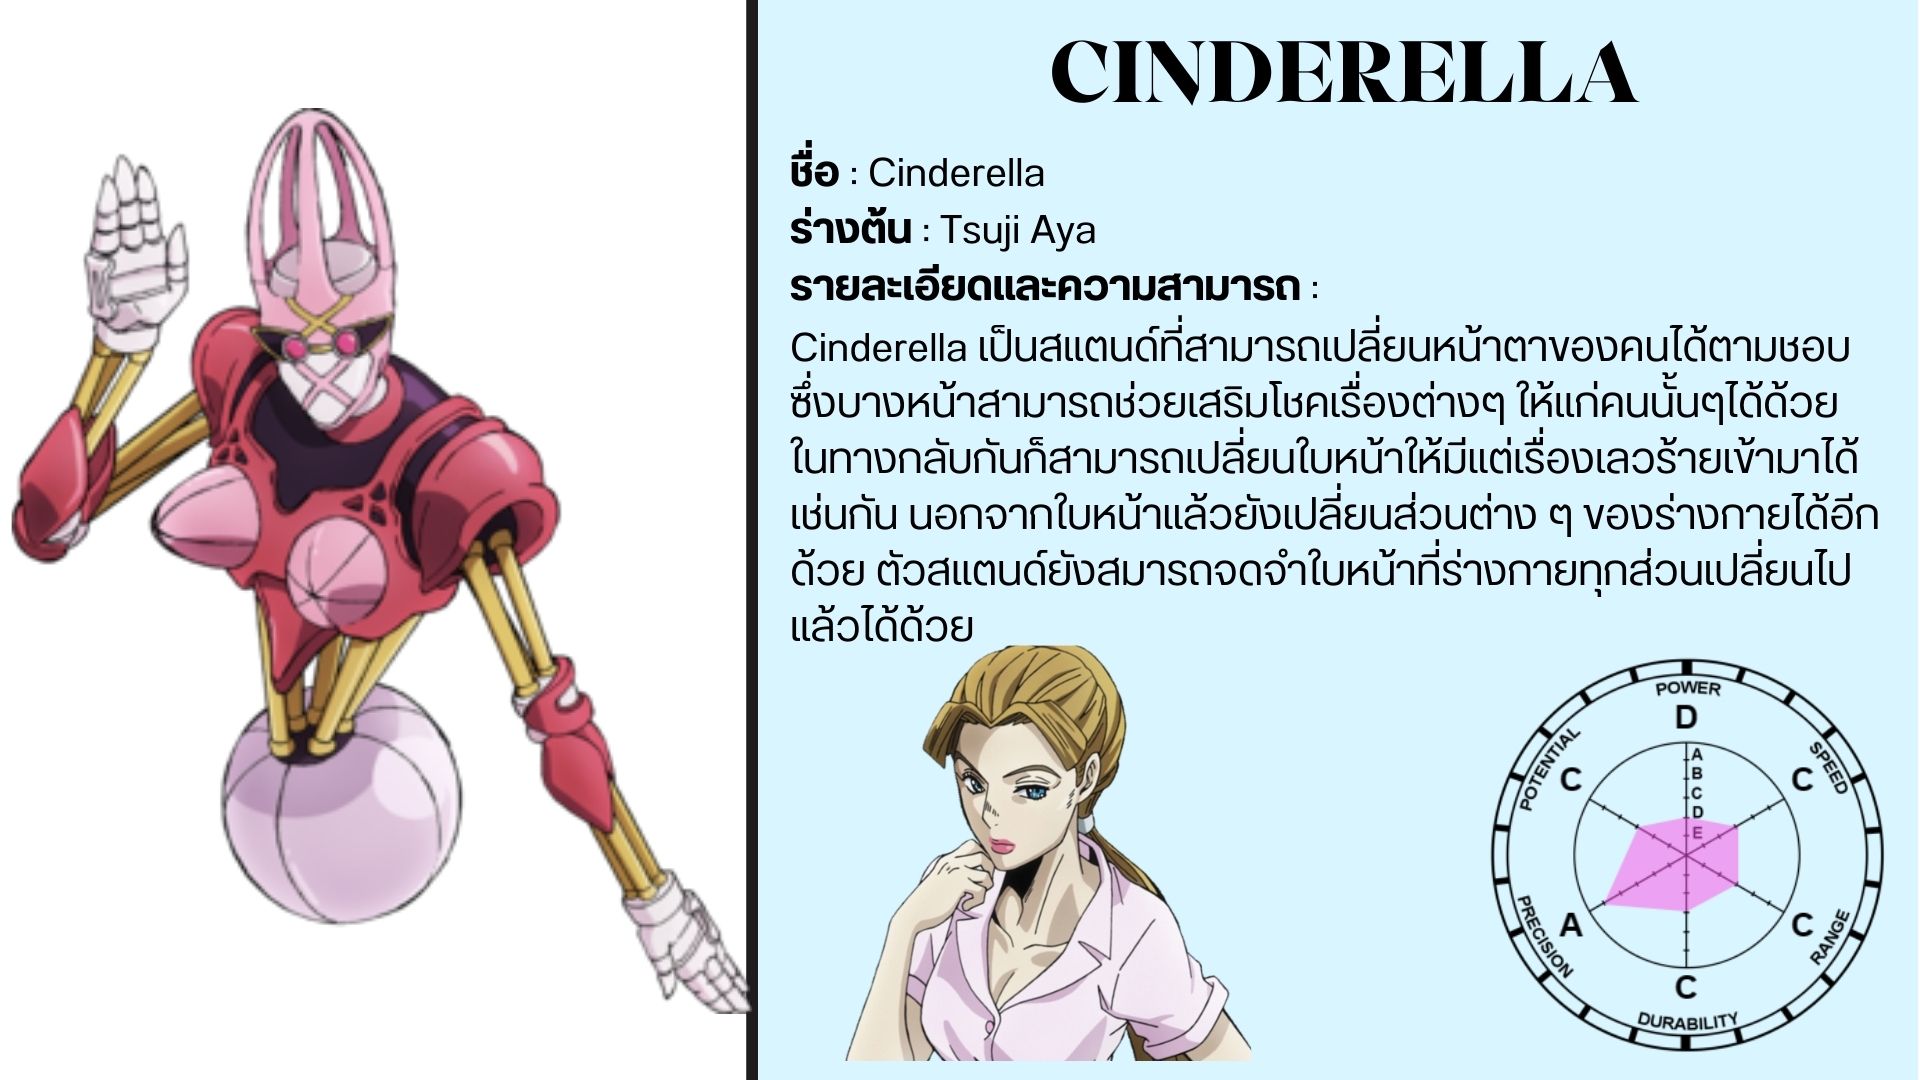 CINDERELLA
ชื่อ : Cinderella
ร่างต้น : Tsuji Aya
รายละเอียดและความสามารถ :
Cinderella เป็นสแตนด์ที่สามารถเปลี่ยนหน้าตาของคนได้ตามชอบ
ซึ่งบางหน้าสามารถช่วยเสริมโชคเรื่องต่างๆ ให้แก่คนนั้นๆได้ด้วย
ในทางกลับกันก็สามารถเปลี่ยนใบหน้าให้มีแต่เรื่องเลวร้ายเข้ามาได้
เช่นกัน นอกจากใบหน้าแล้วยังเปลี่ยนส่วนต่าง ๆ ของร่างกายได้อีก
ด้วย ตัวสแตนด์ยังสมารถจดจำใบหน้าที่ร่างกายทุกส่วนเปลี่ยนไป
แล้วได้ด้วย
POWER
D
POTENTIAL
C
SPEED
C
A
B
C
D
E
PRECISION
A
RANGE
C
C
DURABILITY